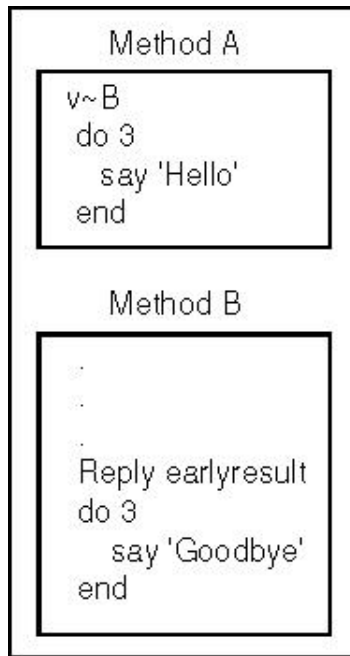 Method A
v~B
do 3
say 'Hello'
end
Method B
.
.
.
Reply earlyresult
do 3
say 'Goodbye'
end